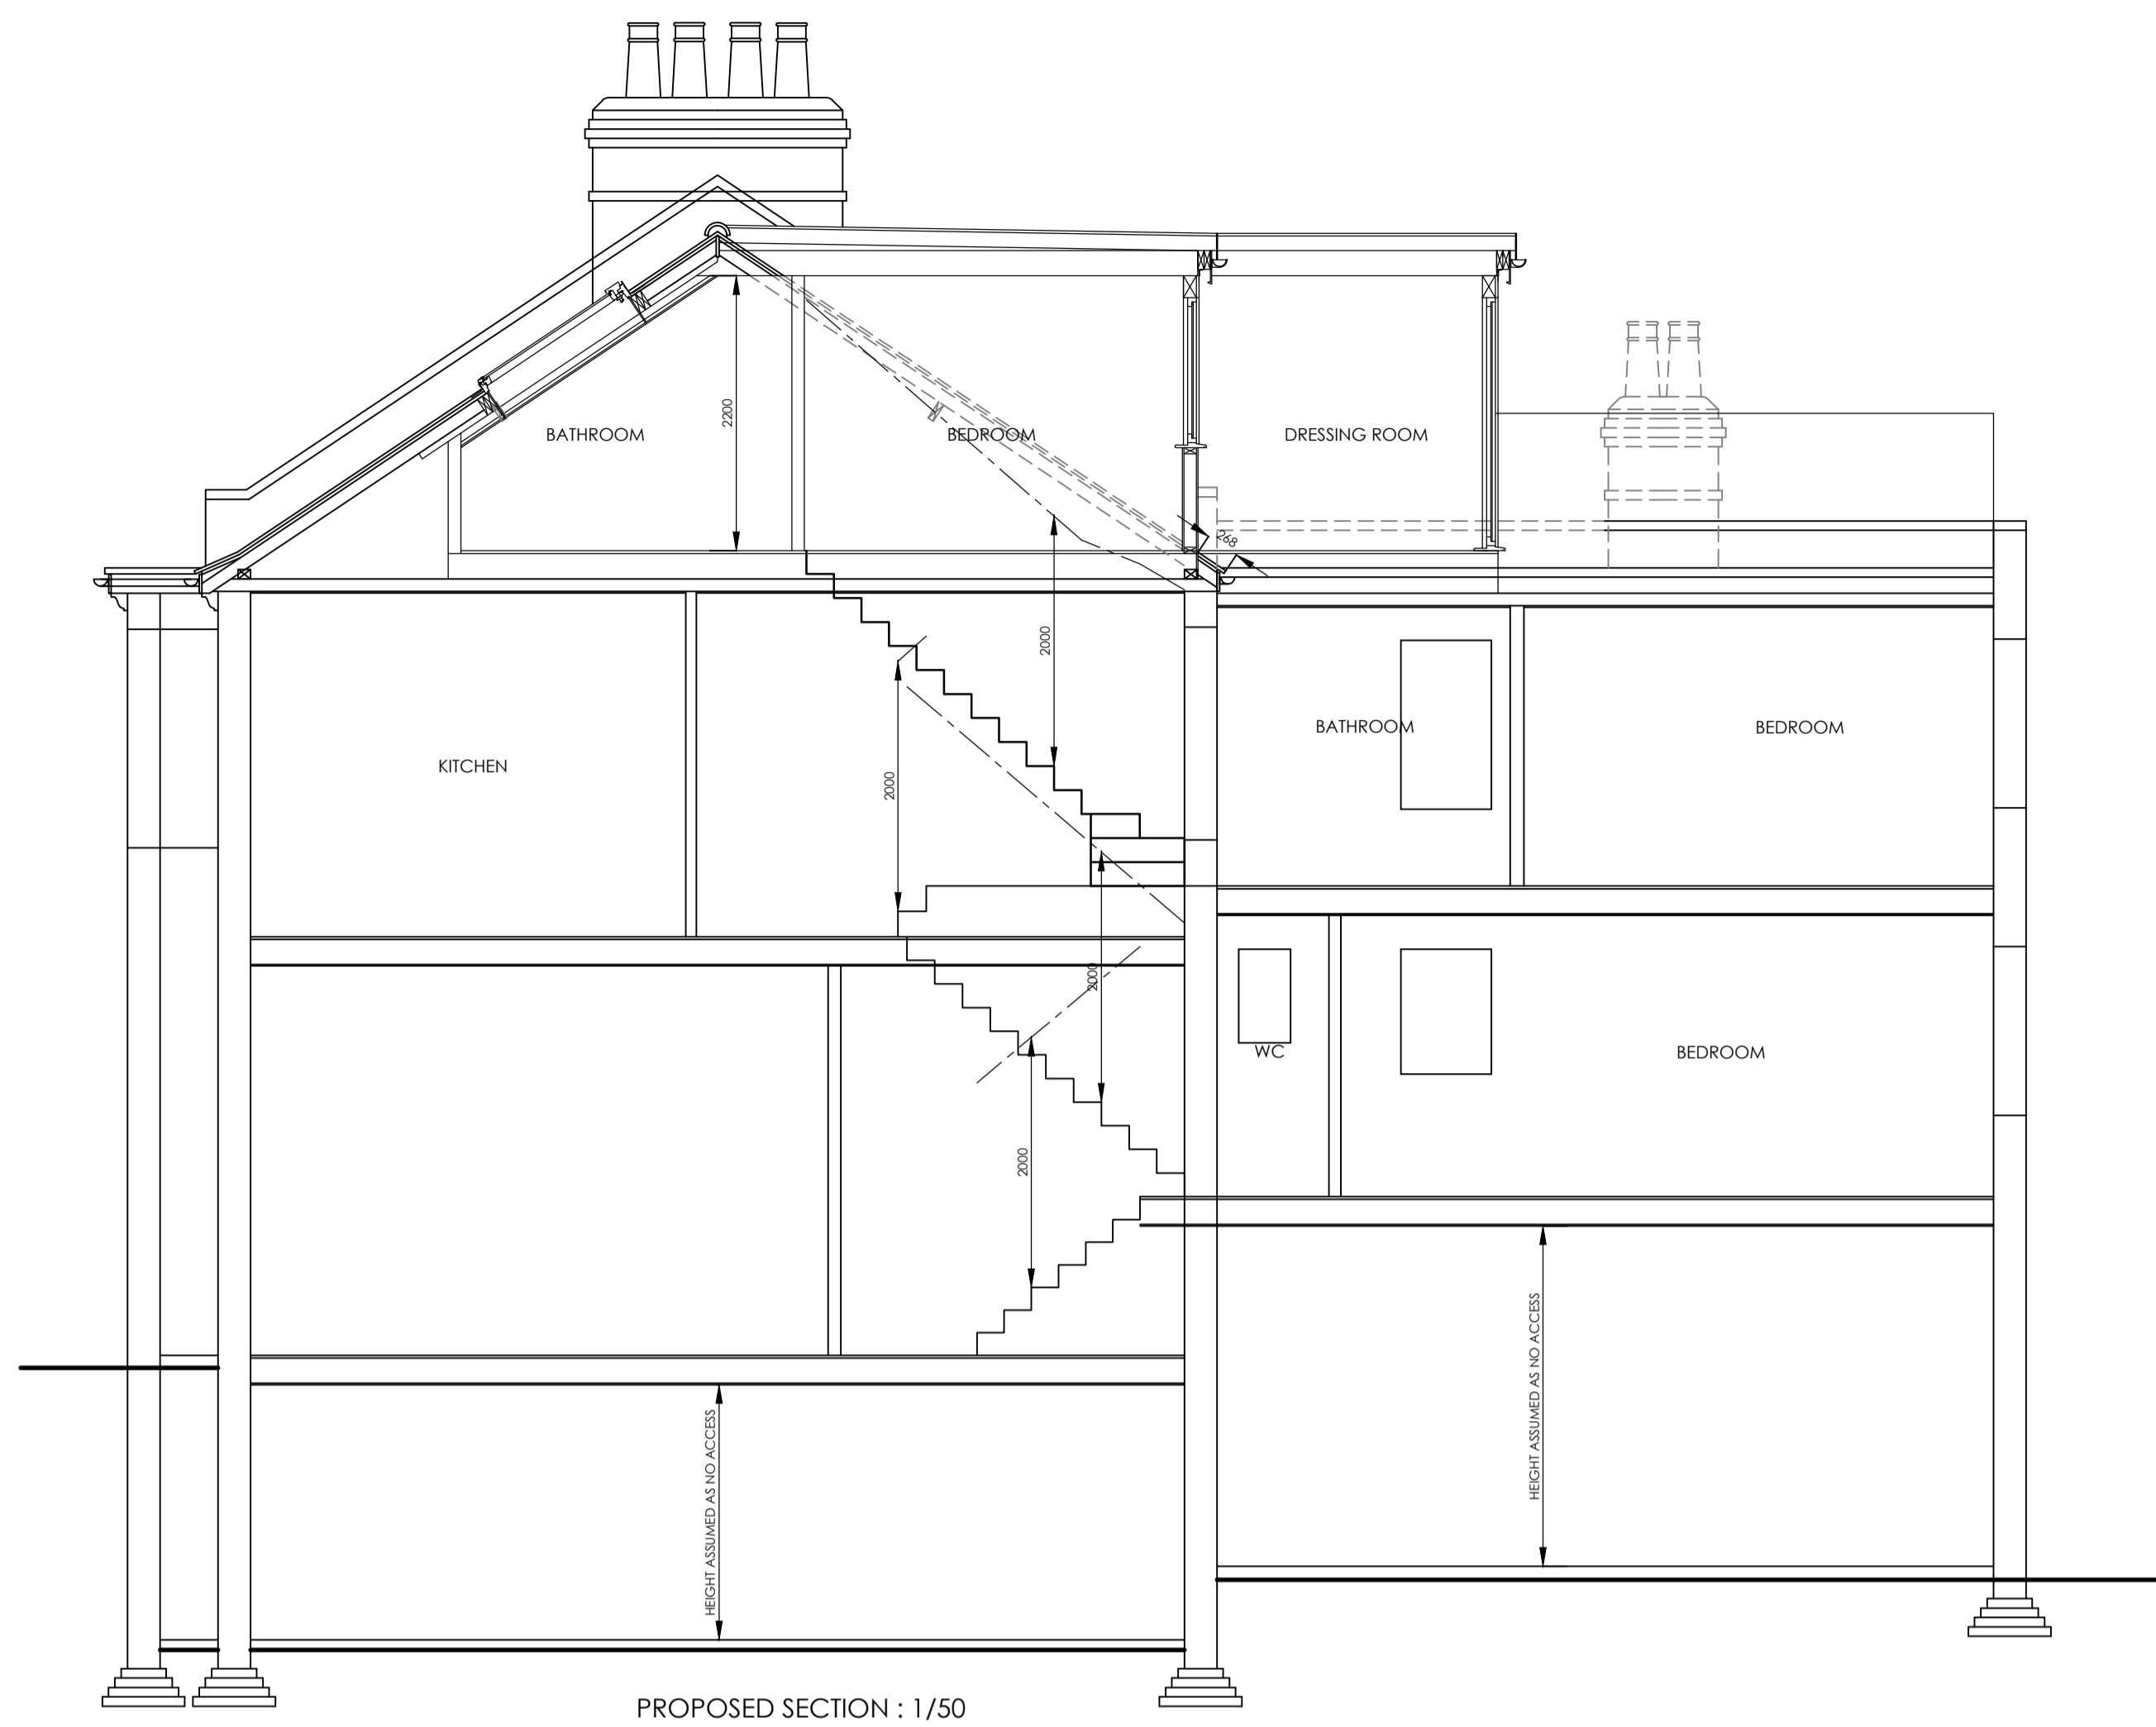 2200
BATHROOM
BEDROOM
DRESSING ROOM
268
2000
2000
BATHROOM
BEDROOM
KITCHEN
2000
WC
BEDROOM
2000
HEIGHT ASSUMED AS NO ACCESS
HEIGHT ASSUMED AS NO ACCESS
PROPOSED SECTION : 1/50